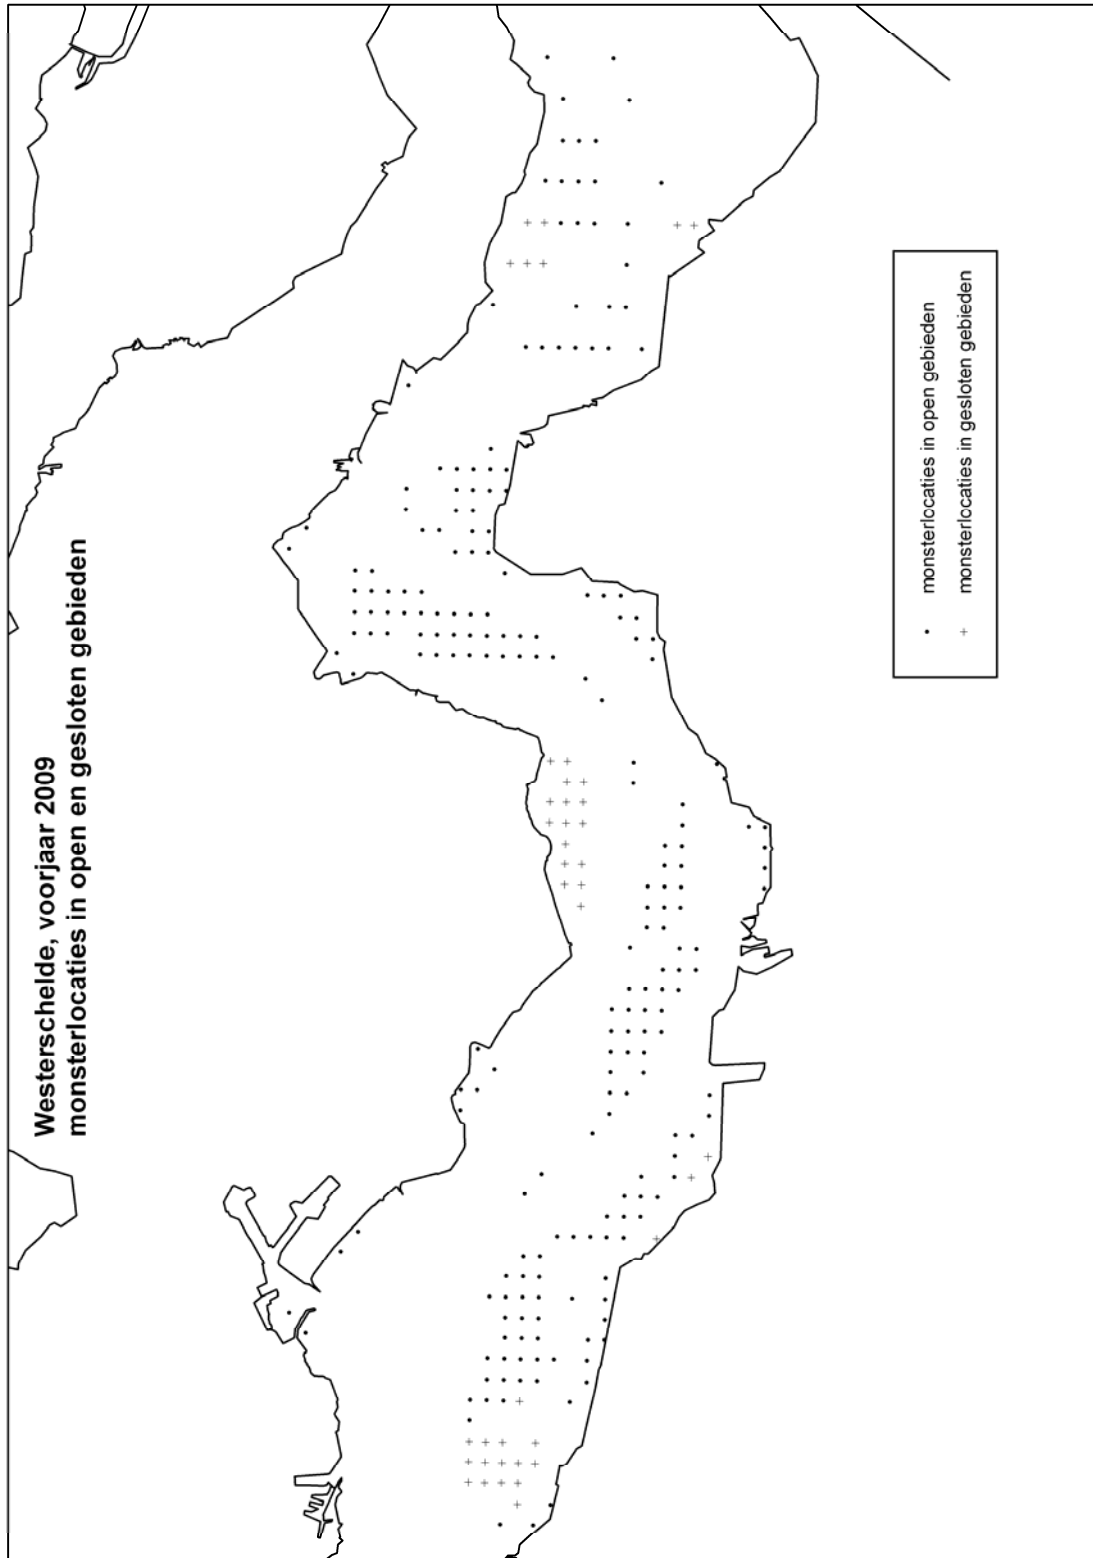 Westerschelde, voorjaar 2009
monsterlocaties in open en gesloten gebieden
monsterlocaties in open gebieden
monsterlocaties in gesloten gebieden